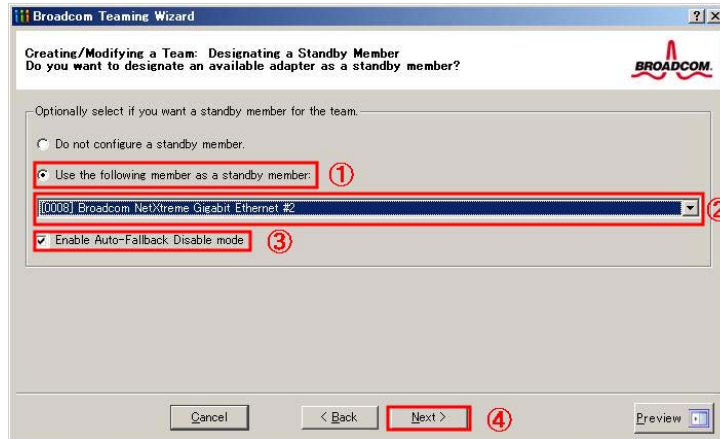 Broadcom Teaming Wizard
Creating/Modifying a Team: Designating a Standby Member
Do you want to designate an available adapter as a standby member?
BROADCOM.
Optionally select if you want a standby member for the team.
Do not configure a standby member.
Use the following member as a standby member: ①
[[0008] Broadcom NetXtreme Gigabit Ethernet #2 ②
Enable Auto-Fallback Disable mode ③
Cancel < Back Next > ④ Preview